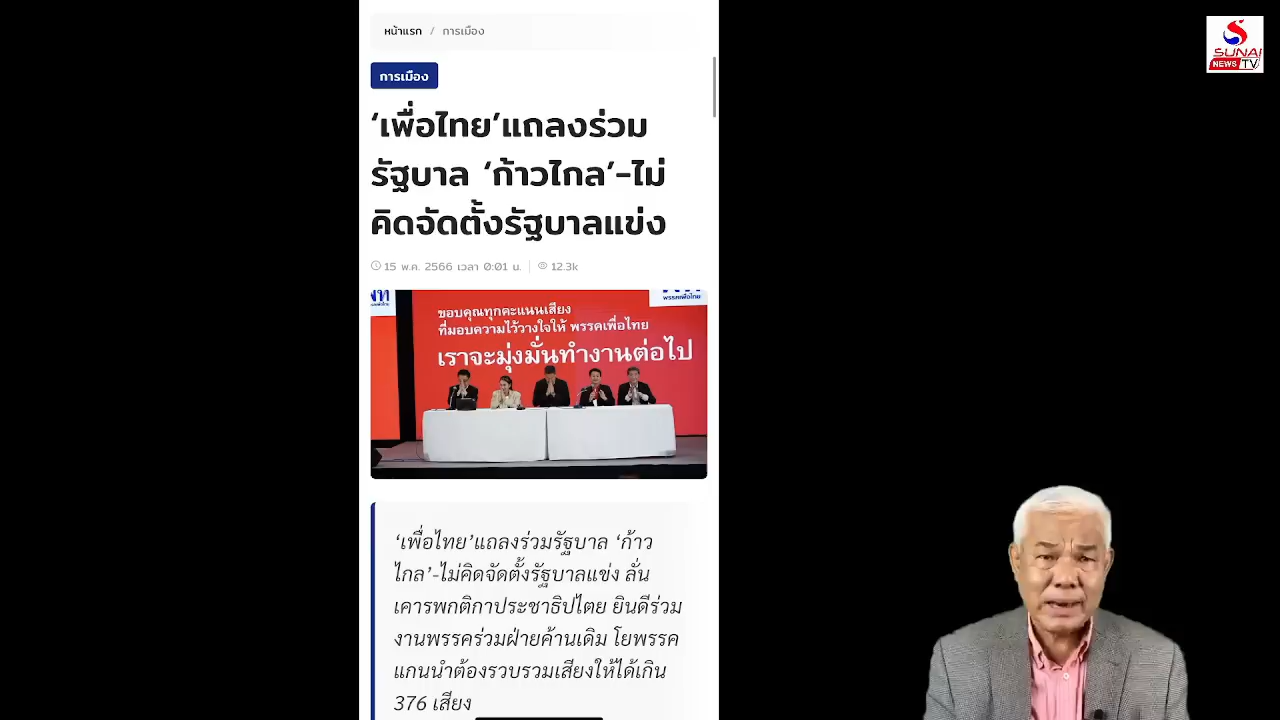 หน้าแรก / การเมือง
การเมือง
‘เพื่อไทย’แถลงร่วม
รัฐบาล ‘ก้าวไกล’-ไม่
คิดจัดตั้งรัฐบาลแข่ง
15 พ.ค. 2566 เวลา 0:01 น. | 12.3k
ขอบคุณทุกคะแนนเสียง
ที่มอบความไว้วางใจให้ พรรคเพื่อไทย
เราจะมุ่งมั่นทำงานต่อไป
พรรคเพื่อไทย
‘เพื่อไทย’แถลงร่วมรัฐบาล ‘ก้าว
ไกล’-ไม่คิดจัดตั้งรัฐบาลแข่ง ลั่น
เคารพกติกาประชาธิปไตย ยินดีร่วม
งานพรรคร่วมฝ่ายค้านเดิม โยพรรค
แกนนำต้องรวบรวมเสียงให้ได้เกิน
376 เสียง
SUNAI
NEWS TV